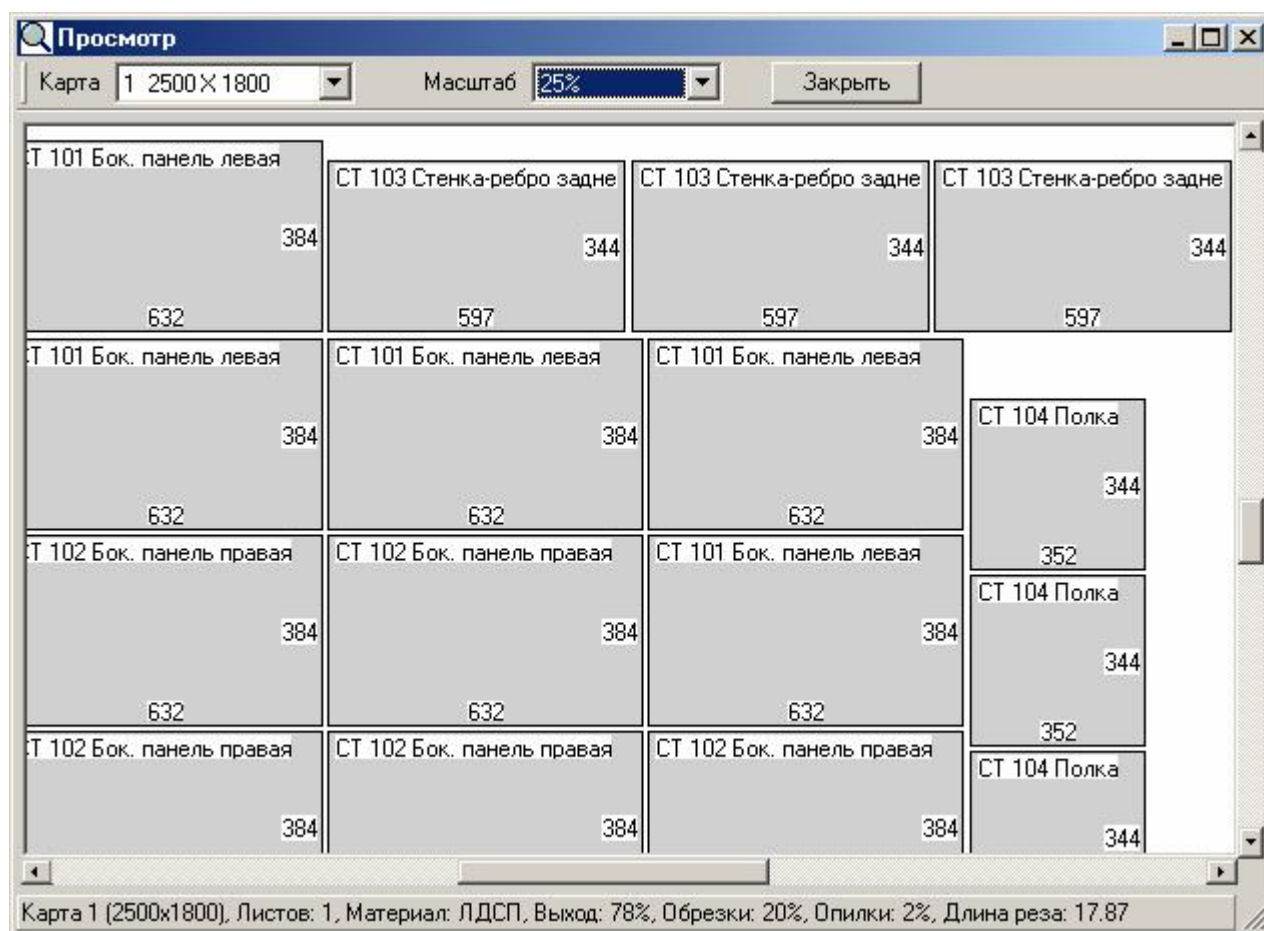 Просмотр
Карта 1 2500 X 1800 Масштаб 25% Закрыть
СТ 101 Бок. панель левая
СТ 103 Стенка-ребро задне СТ 103 Стенка-ребро задне СТ 103 Стенка-ребро задне
384 344 344 344
632 597 597 597
СТ 101 Бок. панель левая СТ 101 Бок. панель левая СТ 101 Бок. панель левая
СТ 104 Полка
384 384 384
344
632 632 632
352
СТ 102 Бок. панель правая СТ 102 Бок. панель правая СТ 101 Бок. панель левая
СТ 104 Полка
384 384 384
344
632 632 632
352
СТ 102 Бок. панель правая СТ 102 Бок. панель правая СТ 102 Бок. панель правая
СТ 104 Полка
384 384 384 344
Карта 1 (2500x1800), Листов: 1, Материал: ЛДСП, Выход: 78%, Обрезки: 20%, Опилки: 2%, Длина реза: 17.87